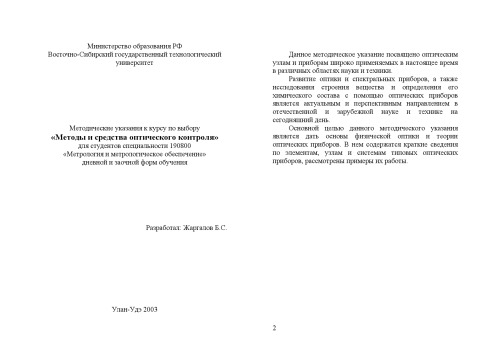 Министерство образования РФ
Восточно-Сибирский государственный технологический
университет
Методические указания к курсу по выбору
«Методы и средства оптического контроля»
для студентов специальности 190800
«Метрология и метрологическое обеспечение»
дневной и заочной форм обучения
Разработал: Жаргалов Б.С.
Улан-Удэ 2003
Данное методическое указание посвящено оптическим
узлам и приборам широко применяемых в настоящее время
в различных областях науки и техники.
Развитие оптики и спектральных приборов, а также
исследования строения вещества и определения его
химического состава с помощью оптических приборов
является актуальным и перспективным направлением в
отечественной и зарубежной науке и технике на
сегодняшний день.
Основной целью данного методического указания
является дать основы физической оптики и теории
оптических приборов. В нем содержатся краткие сведения
по элементам, узлам и системам типовых оптических
приборов, рассмотрены примеры их работы.
2